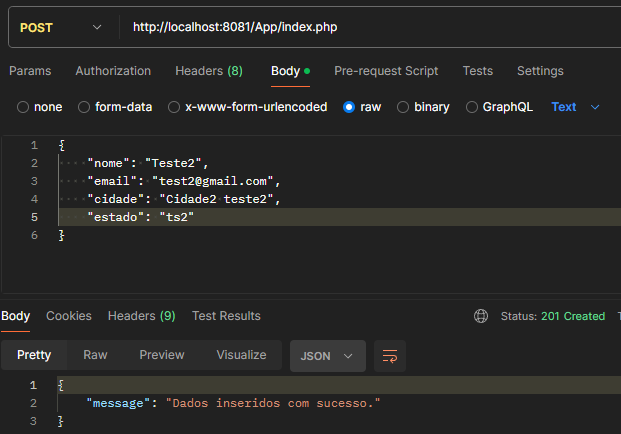 POST http://localhost:8081/App/index.php
Params Authorization Headers (8) Body Pre-request Script Tests Settings
none form-data x-www-form-urlencoded raw binary GraphQL Text
1 {
2 "nome": "Teste2",
3 "email": "test2@gmail.com",
4 "cidade": "Cidade2 teste2",
5 "estado": "ts2"
6 }
Body Cookies Headers (9) Test Results Status: 201 Created
Pretty Raw Preview Visualize JSON
1 {
2 "message": "Dados inseridos com sucesso."
3 }